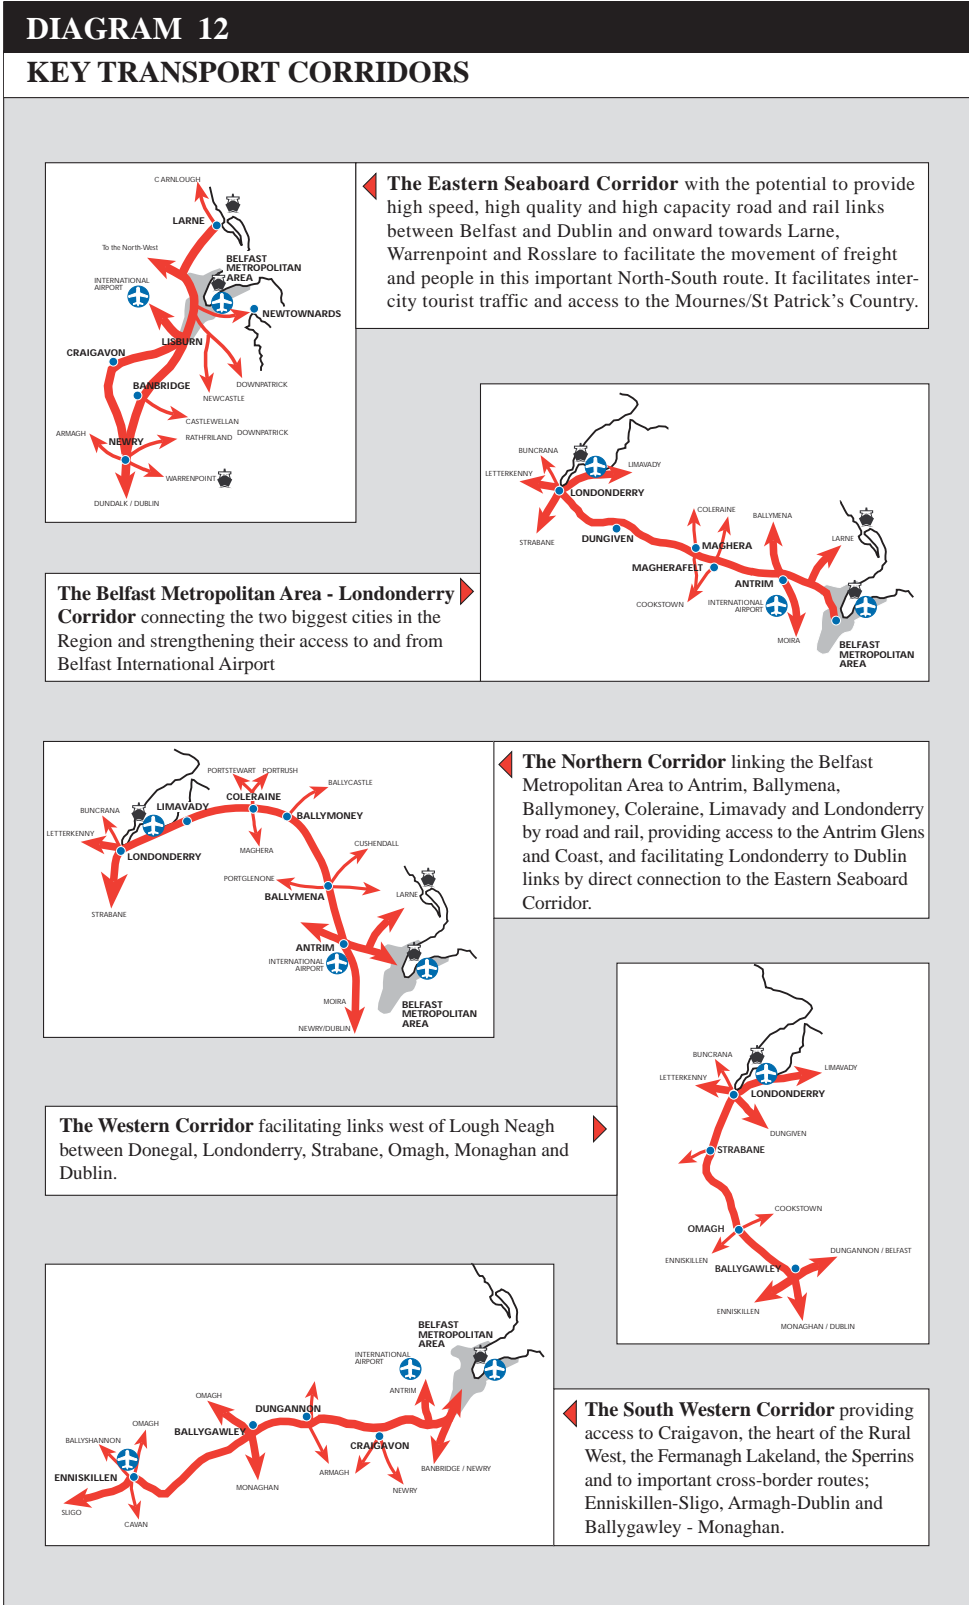 DIAGRAM 12
KEY TRANSPORT CORRIDORS
CARNLOUGH
LARNE
To the North-West
BELFAST
METROPOLITAN
AREA
INTERNATIONAL
AIRPORT
NEWTOWNARDS
LISBURN
CRAIGAVON
BANBRIDGE
DOWNPATRICK
NEWCASTLE
CASTLEWELLAN
ARMAGH
RATHFRILAND
DOWNPATRICK
NEWRY
WARRENPOINT
DUNDALK / DUBLIN
The Eastern Seaboard Corridor with the potential to provide
high speed, high quality and high capacity road and rail links
between Belfast and Dublin and onward towards Larne,
Warrenpoint and Rosslare to facilitate the movement of freight
and people in this important North-South route. It facilitates inter-
city tourist traffic and access to the Mournes/St Patrick's Country.
BUNCRANA
LETTERKENNY
LIMAVADY
LONDONDERRY
STRABANE
DUNGIVEN
COLERAINE
BALLYMENA
MAGHERA
LARNE
MAGHERAFELT
ANTRIM
COOKSTOWN
INTERNATIONAL
AIRPORT
MOIRA
BELFAST
METROPOLITAN
AREA
The Belfast Metropolitan Area - Londonderry
Corridor connecting the two biggest cities in the
Region and strengthening their access to and from
Belfast International Airport
PORTSTEWART
PORTRUSH
BALLYCASTLE
COLERAINE
BUNCRANA
LIMAVADY
BALLYMONEY
LETTERKENNY
LONDONDERRY
MAGHERA
CUSHENDALL
PORTGLENONE
BALLYMENA
LARNE
STRABANE
ANTRIM
INTERNATIONAL
AIRPORT
MOIRA
BELFAST
METROPOLITAN
AREA
NEWRY/DUBLIN
The Northern Corridor linking the Belfast
Metropolitan Area to Antrim, Ballymena,
Ballymoney, Coleraine, Limavady and Londonderry
by road and rail, providing access to the Antrim Glens
and Coast, and facilitating Londonderry to Dublin
links by direct connection to the Eastern Seaboard
Corridor.
The Western Corridor facilitating links west of Lough Neagh
between Donegal, Londonderry, Strabane, Omagh, Monaghan and
Dublin.
BUNCRANA
LETTERKENNY
LIMAVADY
LONDONDERRY
DUNGIVEN
STRABANE
COOKSTOWN
OMAGH
ENNISKILLEN
DUNGANNON / BELFAST
BALLYGAWLEY
ENNISKILLEN
MONAGHAN / DUBLIN
BELFAST
METROPOLITAN
AREA
INTERNATIONAL
AIRPORT
ANTRIM
OMAGH
DUNGANNON
BALLYGAWLEY
OMAGH
BALLYSHANNON
CRAIGAVON
ENNISKILLEN
ARMAGH
BANBRIDGE / NEWRY
MONAGHAN
NEWRY
SLIGO
CAVAN
The South Western Corridor providing
access to Craigavon, the heart of the Rural
West, the Fermanagh Lakeland, the Sperrins
and to important cross-border routes;
Enniskillen-Sligo, Armagh-Dublin and
Ballygawley - Monaghan.